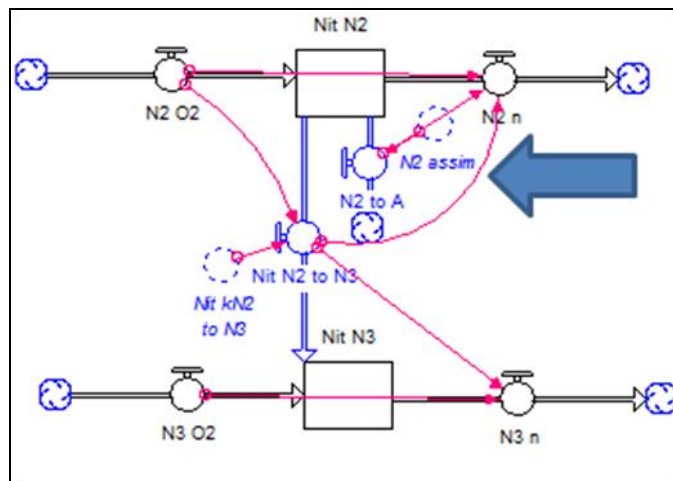 Nit N2
N2 O2
N2 n
N2 assim
N2 to A
Nit N2 to N3
Nit kN2
to N3
Nit N3
N3 O2
N3 n